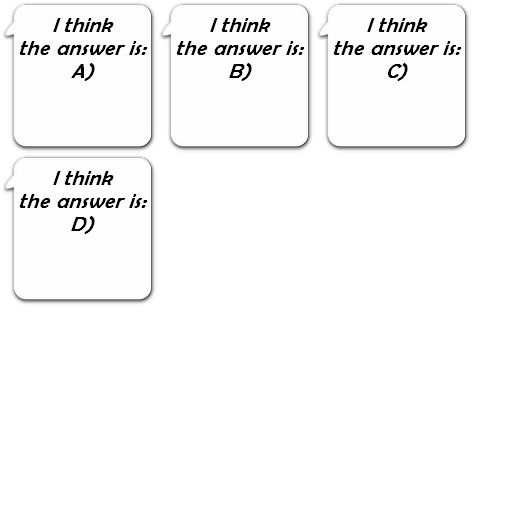 I think
the answer is:
A)
I think
the answer is:
B)
I think
the answer is:
C)
I think
the answer is:
D)